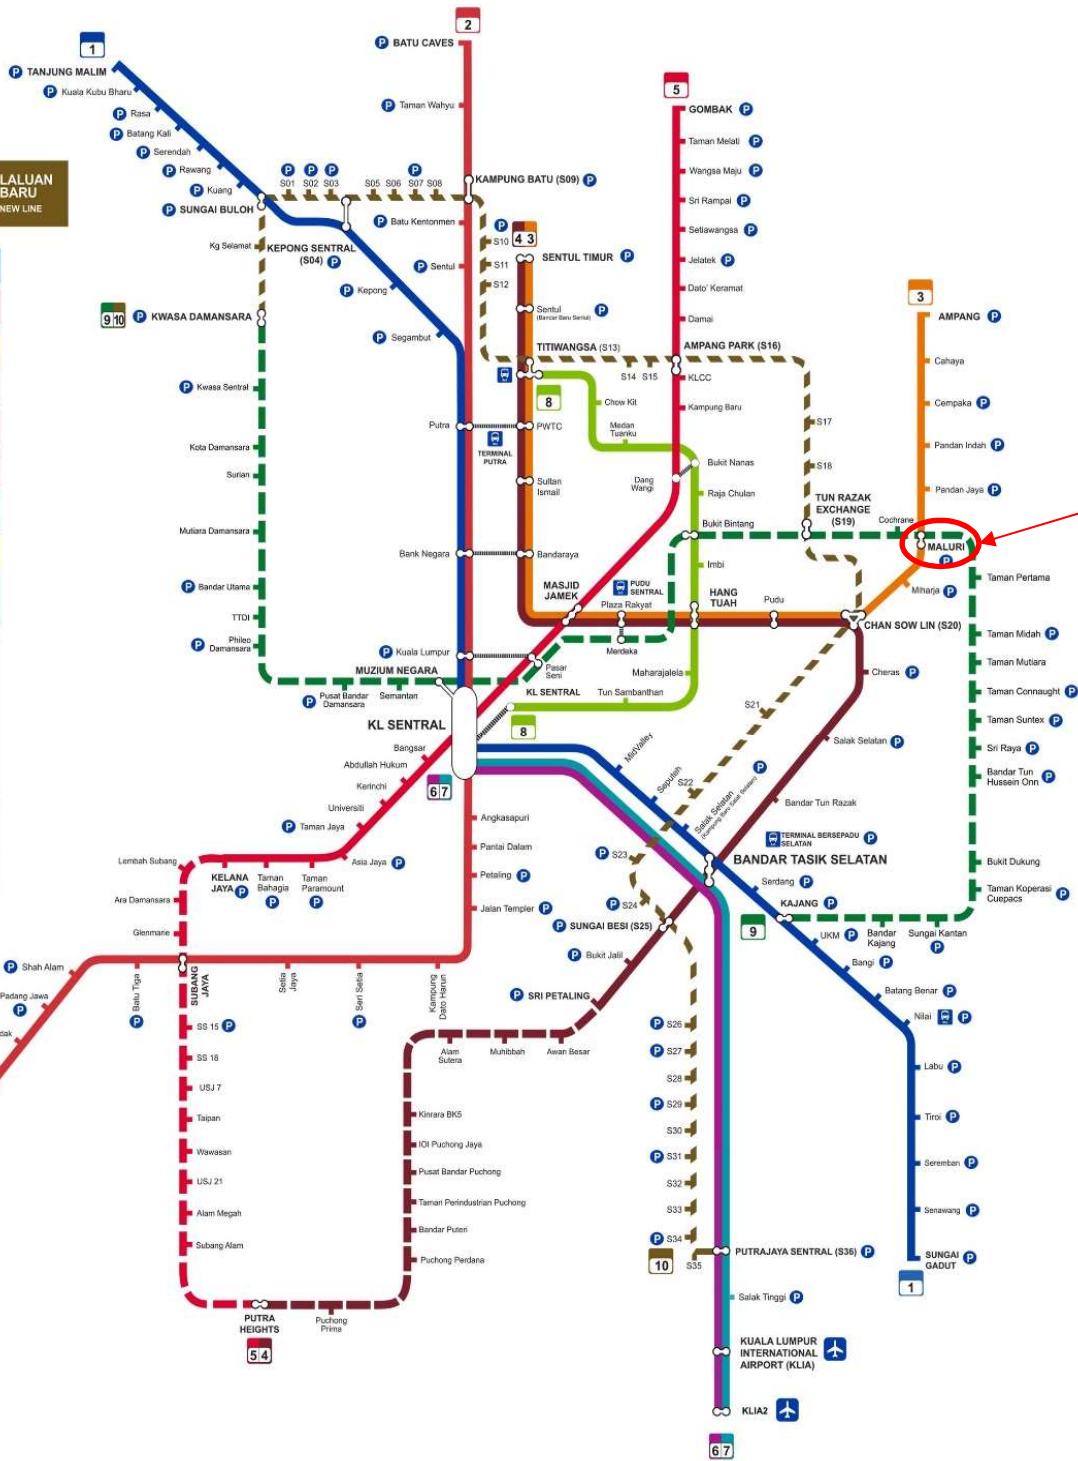 2
BATU CAVES
1
TANJUNG MALIM
Kuala Kubu Bharu
Rasa
Batang Kali
Serendah
Rawang
Kuang
SUNGAI BULOH
LALUAN
BARU
NEW LINE
Taman Wahyu
5
GOMBAK
Taman Melati
Wangsa Maju
Sri Rampai
Setiawangsa
Jelatek
Dato' Keramat
Damai
AMPANG PARK (S16)
KLCC
Kampung Baru
S01
S02
S03
S05
S06
S07
S08
KAMPUNG BATU (S09)
Kg Selamat
KEPONG SENTRAL
(S04)
Batu Kentonmen
Sentul
Kepong
Segambut
S10
S11
S12
4 3
SENTUL TIMUR
Sentul
(Bandar Baru Sentul)
TITIWANGSA (S13)
S14
S15
3
AMPANG
Cahaya
Cempaka
Pandan Indah
Pandan Jaya
9 10
KWASA DAMANSARA
Kwasa Sentral
Kota Damansara
Surian
Mutiara Damansara
Bandar Utama
TTDI
Phileo
Damansara
8
Chow Kit
Medan
Tuanku
Putra
TERMINAL
PUTRA
PWTC
Sultan
Ismail
Dang
Wangi
Bukit Nanas
Raja Chulan
S17
S18
TUN RAZAK
EXCHANGE
(S19)
Cochrane
MALURI
Bukit Bintang
Bank Negara
Bandaraya
Imbi
MASJID
JAMEK
PUDU
SENTRAL
Plaza Rakyat
HANG
TUAH
Pudu
Miharja
CHAN SOW LIN (S20)
Taman Pertama
Taman Midah
Taman Mutiara
Taman Connaught
Taman Suntex
Sri Raya
Bandar Tun
Hussein Onn
Bukit Dukung
Taman Koperasi
Cuepacs
Merdeka
Kuala Lumpur
MUZIUM NEGARA
Pusat Bandar
Damansara
Semantan
Pasar
Seni
KL SENTRAL
Maharajalela
Tun Sambanthan
Cheras
KL SENTRAL
8
S21
Salak Selatan
Bangsar
Abdullah Hukum
Kerinchi
Universiti
Taman Jaya
Asia Jaya
6 7
MidValley
Seputeh
Salak Selatan
(Kampung Baru Salak Selatan)
S22
Bandar Tun Razak
Angkasapuri
Pantai Dalam
Petaling
Jalan Templer
S23
S24
TERMINAL BERSEPADU
SELATAN
BANDAR TASIK SELATAN
Serdang
KAJANG
Lembah Subang
KELANA
JAYA
Taman
Bahagia
Taman
Paramount
Ara Damansara
Glenmarie
SUNGAI BESI (S25)
9
UKM
Bandar
Kajang
Sungai Kantan
Bangi
Batang Benar
Nilai
Labu
Tiroi
Seremban
Senawang
SUNGAI
GADUT
1
Shah Alam
Padang Jawa
dak
Batu Tiga
SUBANG
JAYA
Setia
Jaya
Seri Setia
Kampung
Dato Harun
Bukit Jalil
SRI PETALING
Alam
Sutera
Muhibbah
Awan Besar
SS 15
SS 18
USJ 7
Taipan
Wawasan
USJ 21
Alam Megah
Subang Alam
Kinrara BK5
IOI Puchong Jaya
Pusat Bandar Puchong
Taman Perindustrian Puchong
Bandar Puteri
Puchong Perdana
Puchong
Prima
PUTRA
HEIGHTS
5 4
S26
S27
S28
S29
S30
S31
S32
S33
S34
S35
10
PUTRAJAYA SENTRAL (S36)
Salak Tinggi
KUALA LUMPUR
INTERNATIONAL
AIRPORT (KLIA)
KLIA2
6 7